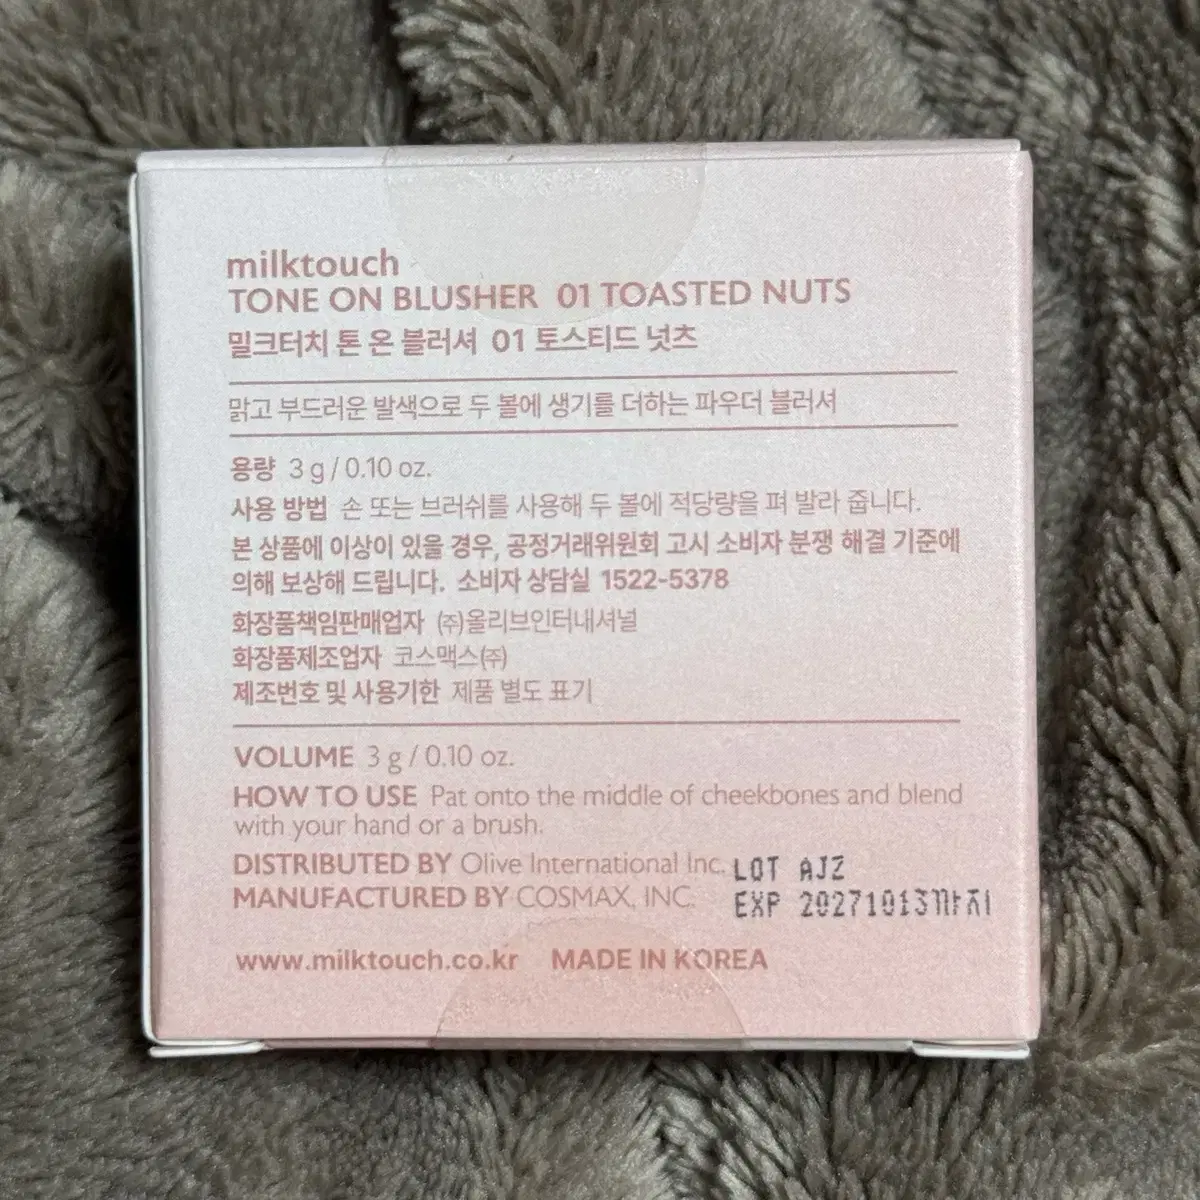 milktouch
TONE ON BLUSHER 01 TOASTED NUTS
밀크터치 톤 온 블러셔 01 토스티드 넛츠
맑고 부드러운 발색으로 두 볼에 생기를 더하는 파우더 블러셔
용량 3 g / 0.10 oz.
사용 방법 손 또는 브러쉬를 사용해 두 볼에 적당량을 펴 발라 줍니다.
본 상품에 이상이 있을 경우, 공정거래위원회 고시 소비자 분쟁 해결 기준에
의해 보상해 드립니다. 소비자 상담실 1522-5378
화장품책임판매업자 ㈜올리브인터내셔널
화장품제조업자 코스맥스㈜
제조번호 및 사용기한 제품 별도 표기
VOLUME 3 g / 0.10 oz.
HOW TO USE Pat onto the middle of cheekbones and blend
with your hand or a brush.
DISTRIBUTED BY Olive International Inc.
MANUFACTURED BY COSMAX, INC.
LOT AJZ
EXP 20271013까지
www.milktouch.co.kr MADE IN KOREA